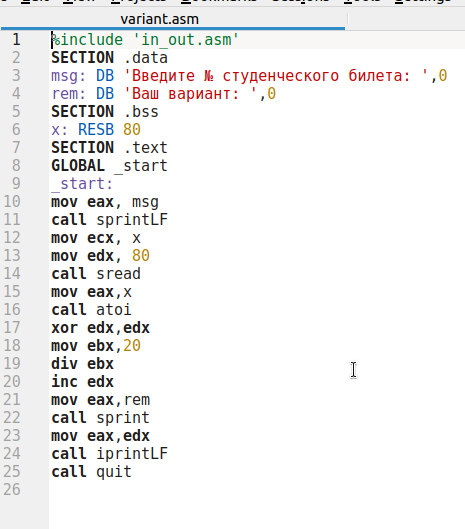 variant.asm
1 %include 'in_out.asm'
2 SECTION .data
3 msg: DB 'Введите № студенческого билета: ',0
4 rem: DB 'Ваш вариант: ',0
5 SECTION .bss
6 x: RESB 80
7 SECTION .text
8 GLOBAL _start
9 _start:
10 mov eax, msg
11 call sprintLF
12 mov ecx, x
13 mov edx, 80
14 call sread
15 mov eax,x
16 call atoi
17 xor edx,edx
18 mov ebx,20
19 div ebx
20 inc edx
21 mov eax,rem
22 call sprint
23 mov eax,edx
24 call iprintLF
25 call quit
26